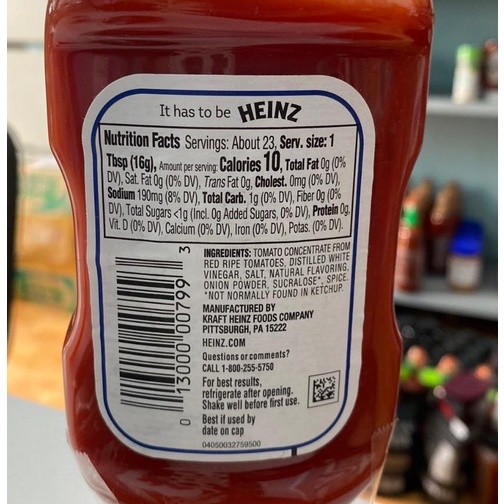 It has to be HEINZ
Nutrition Facts Servings: About 23, Serv. size: 1
Tbsp (16g), Amount per serving: Calories 10, Total Fat 0g (0%
DV), Sat. Fat 0g (0% DV), Trans Fat 0g, Cholest. 0mg (0% DV),
Sodium 190mg (8% DV), Total Carb. 1g (0% DV), Fiber 0g (0%
DV), Total Sugars <1g (Incl. 0g Added Sugars, 0% DV), Protein 0g,
Vit. D (0% DV), Calcium (0% DV), Iron (0% DV), Potas. (0% DV).
INGREDIENTS: TOMATO CONCENTRATE FROM
RED RIPE TOMATOES, DISTILLED WHITE
VINEGAR, SALT, NATURAL FLAVORING,
ONION POWDER, SUCRALOSE*, SPICE.
*NOT NORMALLY FOUND IN KETCHUP.
MANUFACTURED BY
KRAFT HEINZ FOODS COMPANY
PITTSBURGH, PA 15222
HEINZ.COM
Questions or comments?
CALL 1-800-255-5750
For best results,
refrigerate after opening.
Shake well before first use.
Best if used by
date on cap
04050032759500
0 13000 00799 3